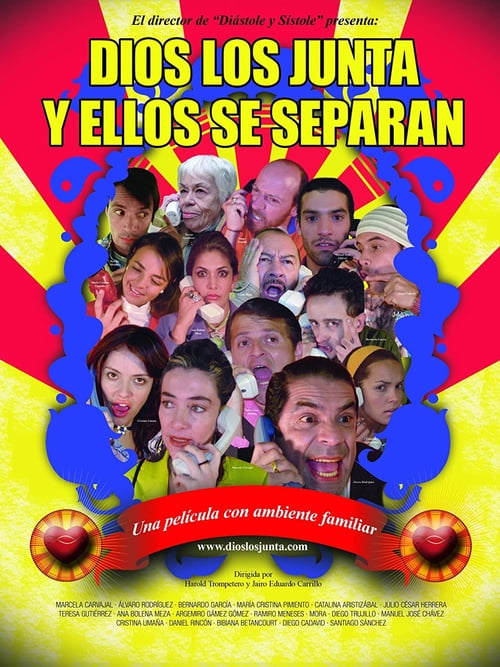 El director de “Diástole y Sístole” presenta:
DIOS LOS JUNTA
Y ELLOS SE SEPARAN
Una película con ambiente familiar
www.dioslosjunta.com
Dirigida por
Harold Trompetero y Jairo Eduardo Carrillo
MARCELA CARVAJAL · ÁLVARO RODRÍGUEZ · BERNARDO GARCÍA · MARÍA CRISTINA PIMIENTO · CATALINA ARISTIZÁBAL · JULIO CÉSAR HERRERA
TERESA GUTIÉRREZ · ANA BOLENA MEZA · ARGEMIRO GÁMEZ GÓMEZ · RAMIRO MENESES · MORA · DIEGO TRUJILLO · MANUEL JOSÉ CHÁVEZ
CRISTINA UMAÑA · DANIEL RINCÓN · BIBIANA BETANCOURT · DIEGO CADAVID · SANTIAGO SÁNCHEZ